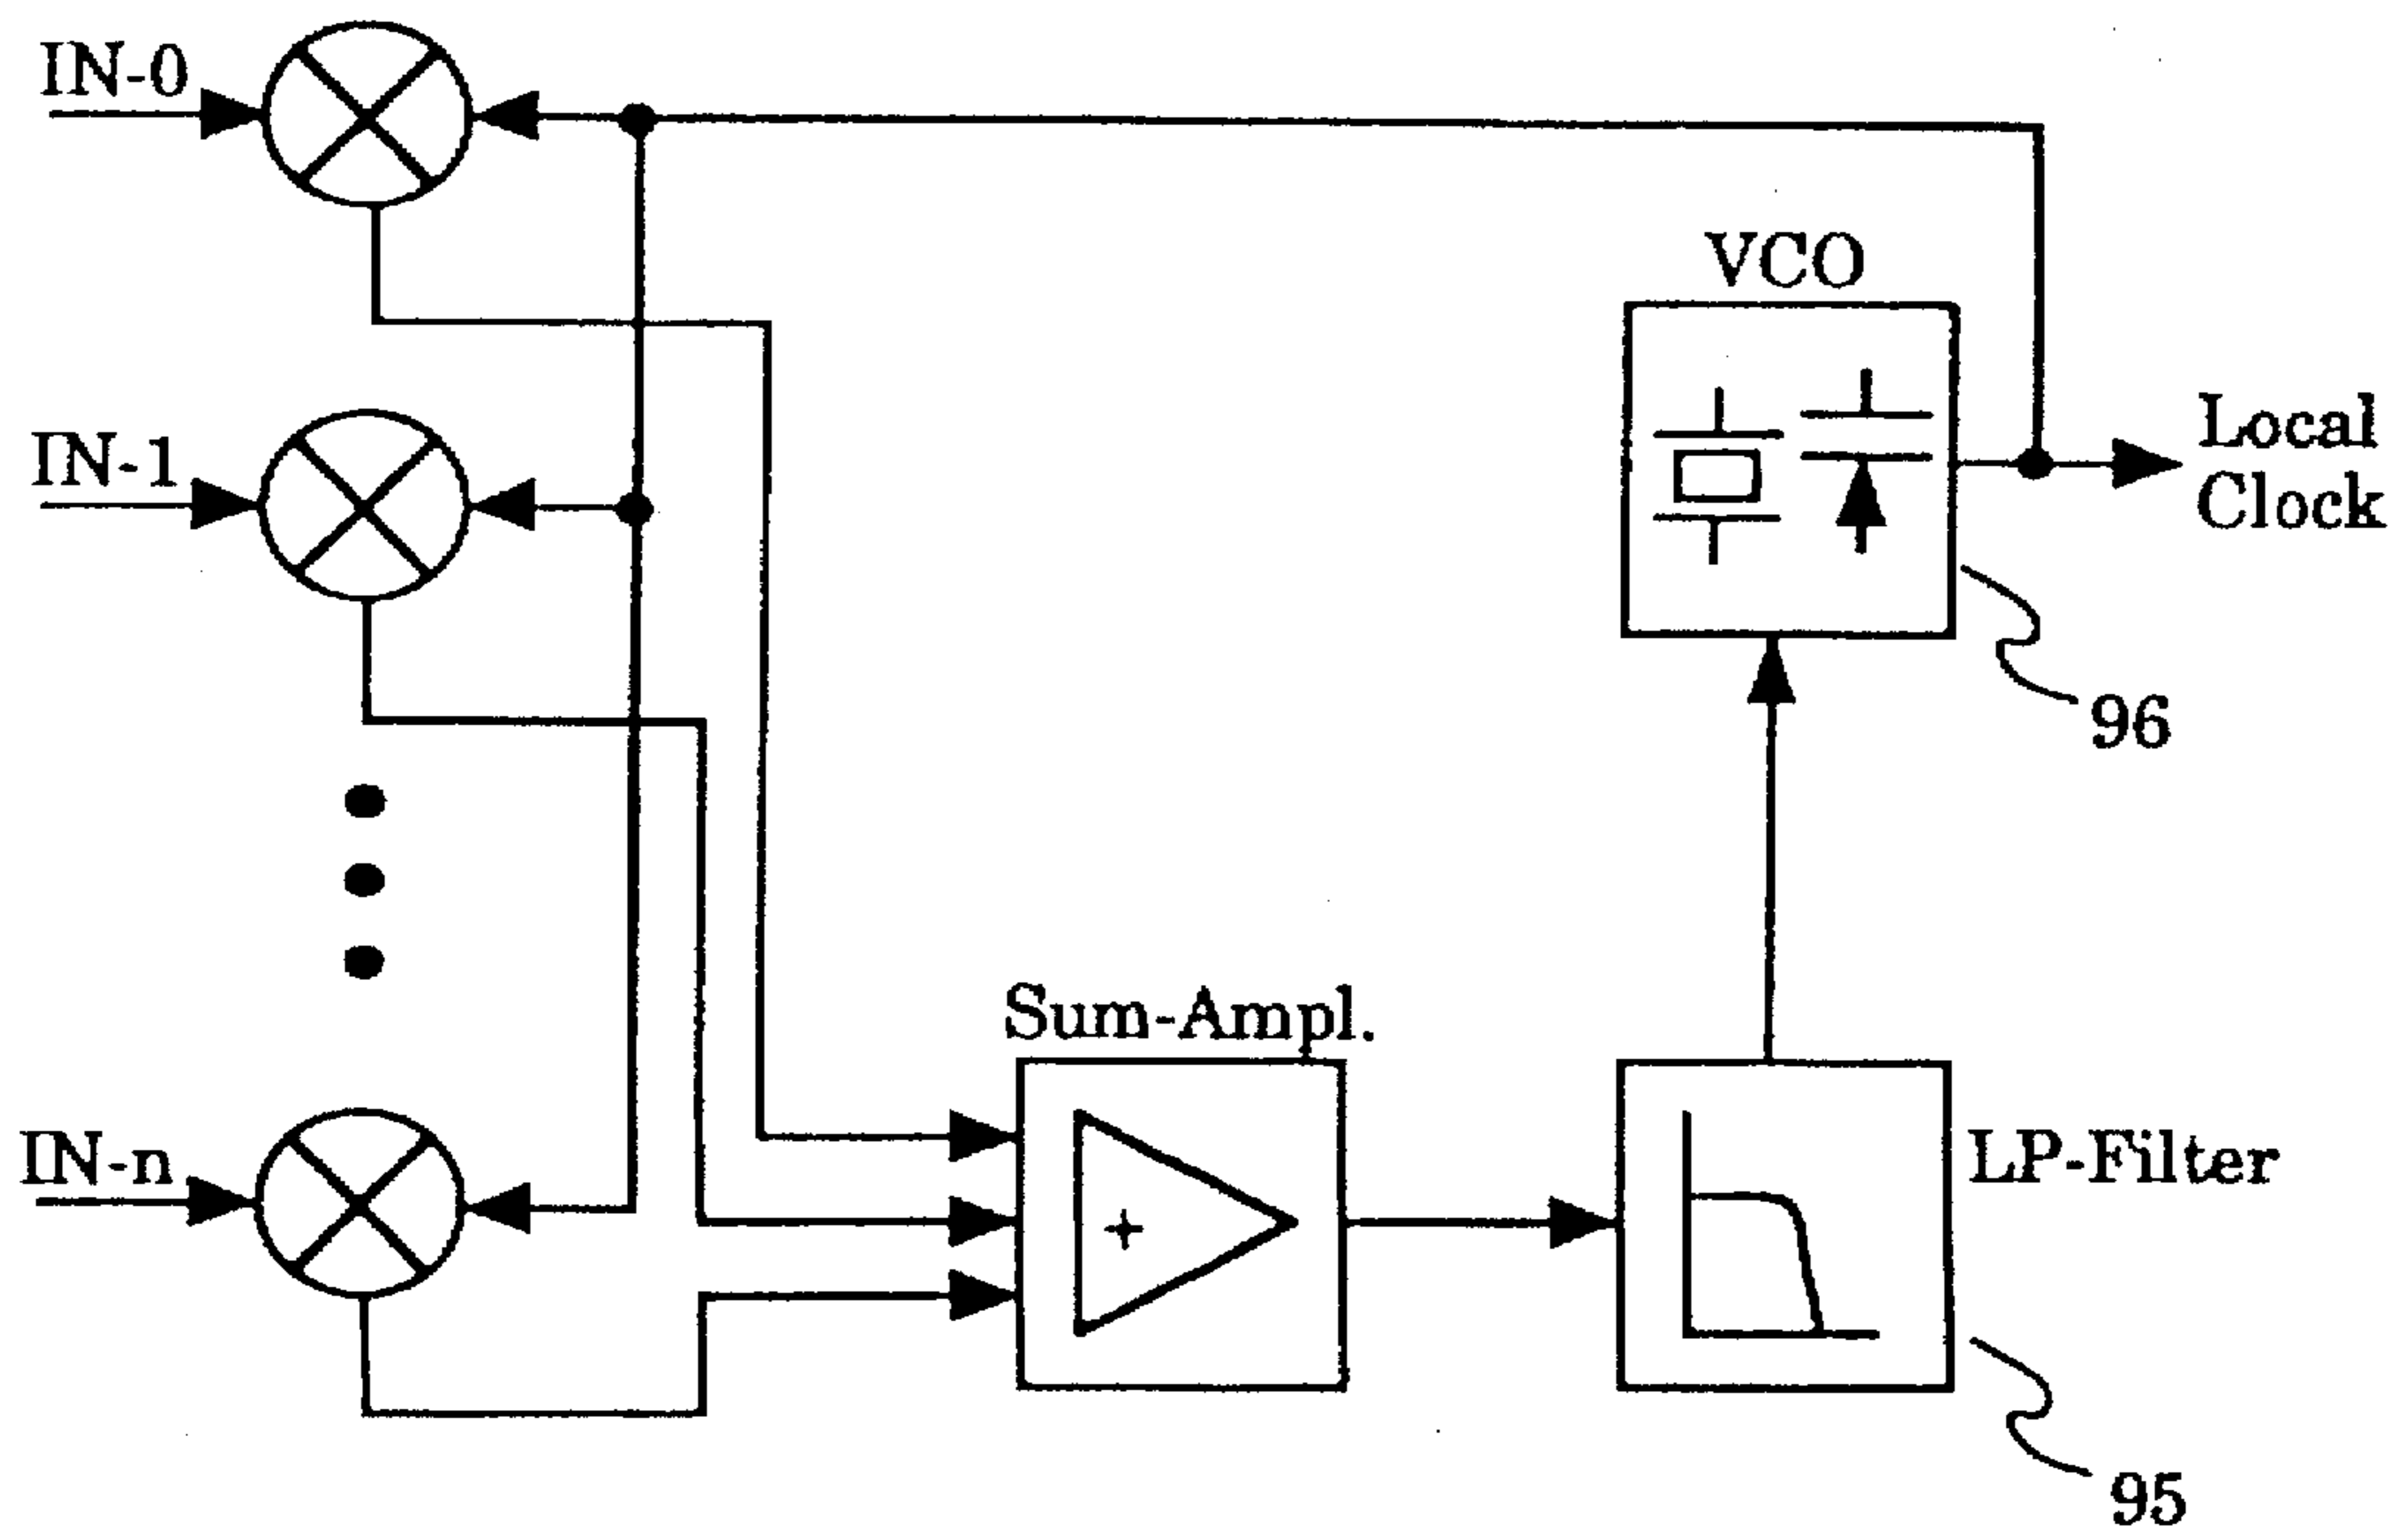 IN-0
VCO
Local
Clock
IN-1
96
Sum-Ampl.
IN-n
+
LP-Filter
95